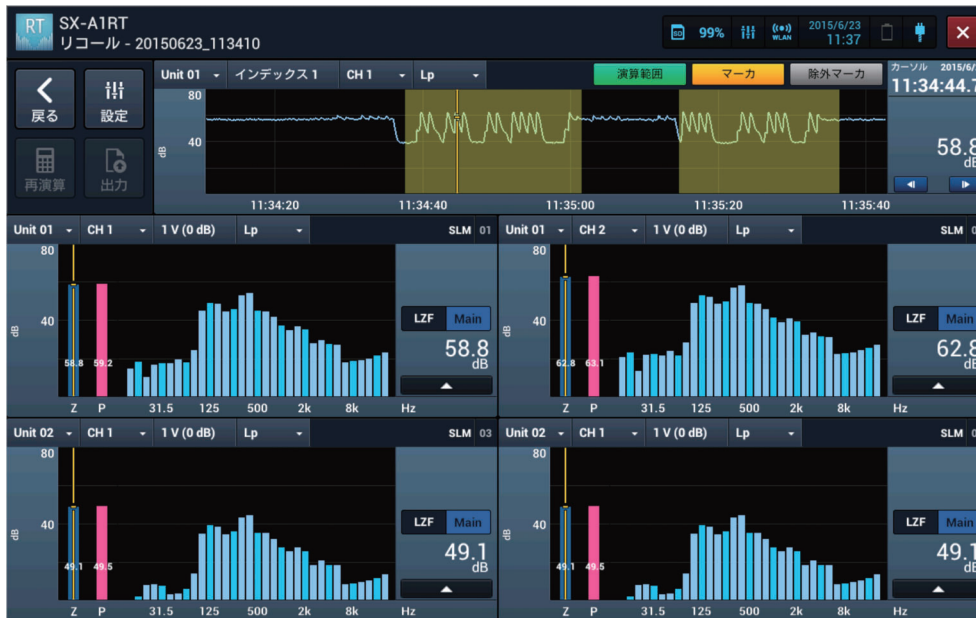 RT SX-A1RT
リコール - 20150623_113410
SD 99% WLAN 2015/6/23
11:37
戻る 設定
再演算 出力
Unit 01 インデックス 1 CH 1 Lp 演算範囲 マーカ 除外マーカ
カーソル 2015/6/
11:34:44.7
80
dB 40
58.8
dB
11:34:20 11:34:40 11:35:00 11:35:20 11:35:40
Unit 01 CH 1 1 V (0 dB) Lp SLM 01
80
dB 40
58.8 59.2
LZF Main
58.8
dB
Z P 31.5 125 500 2k 8k Hz
Unit 01 CH 2 1 V (0 dB) Lp SLM
80
dB 40
62.8 63.1
LZF Main
62.8
dB
Z P 31.5 125 500 2k 8k Hz
Unit 02 CH 1 1 V (0 dB) Lp SLM 03
80
dB 40
49.1 49.5
LZF Main
49.1
dB
Z P 31.5 125 500 2k 8k Hz
Unit 02 CH 1 1 V (0 dB) Lp SLM
80
dB 40
49.1 49.5
LZF Main
49.1
dB
Z P 31.5 125 500 2k 8k Hz